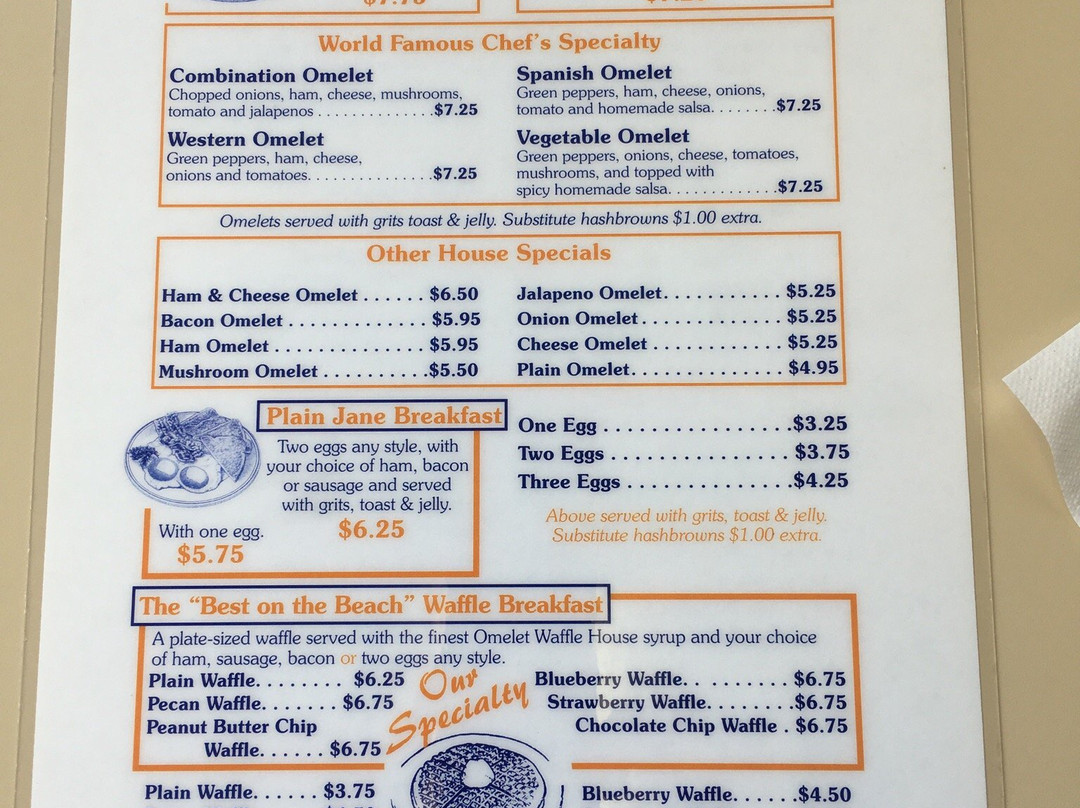 World Famous Chef's Specialty
Combination Omelet
Chopped onions, ham, cheese, mushrooms,
tomato and jalapenos . . . . . . . . . . . . . .$7.25
Western Omelet
Green peppers, ham, cheese,
onions and tomatoes. . . . . . . . . . . . . . .$7.25
Spanish Omelet
Green peppers, ham, cheese, onions,
tomato and homemade salsa. . . . . . . .$7.25
Vegetable Omelet
Green peppers, onions, cheese, tomatoes,
mushrooms, and topped with
spicy homemade salsa. . . . . . . . . . . . .$7.25
Omelets served with grits toast & jelly. Substitute hashbrowns $1.00 extra.
Other House Specials
Ham & Cheese Omelet . . . . . . $6.50
Bacon Omelet . . . . . . . . . . . . . $5.95
Ham Omelet . . . . . . . . . . . . . . $5.95
Mushroom Omelet . . . . . . . . . .$5.50
Jalapeno Omelet. . . . . . . . . . . $5.25
Onion Omelet. . . . . . . . . . . . . $5.25
Cheese Omelet . . . . . . . . . . . . $5.25
Plain Omelet. . . . . . . . . . . . . . $4.95
Plain Jane Breakfast
Two eggs any style, with
your choice of ham, bacon
or sausage and served
with grits, toast & jelly.
$6.25
With one egg.
$5.75
One Egg . . . . . . . . . . . . . . . . .$3.25
Two Eggs . . . . . . . . . . . . . . . . $3.75
Three Eggs . . . . . . . . . . . . . . .$4.25
Above served with grits, toast & jelly.
Substitute hashbrowns $1.00 extra.
The “Best on the Beach” Waffle Breakfast
A plate-sized waffle served with the finest Omelet Waffle House syrup and your choice
of ham, sausage, bacon or two eggs any style.
Plain Waffle. . . . . . . . $6.25
Pecan Waffle. . . . . . . $6.75
Peanut Butter Chip
Waffle. . . . . . $6.75
Our
Specialty
Blueberry Waffle. . . . . . . . . $6.75
Strawberry Waffle. . . . . . . .$6.75
Chocolate Chip Waffle . $6.75
Plain Waffle. . . . . . $3.75
Blueberry Waffle. . . . . .$4.50